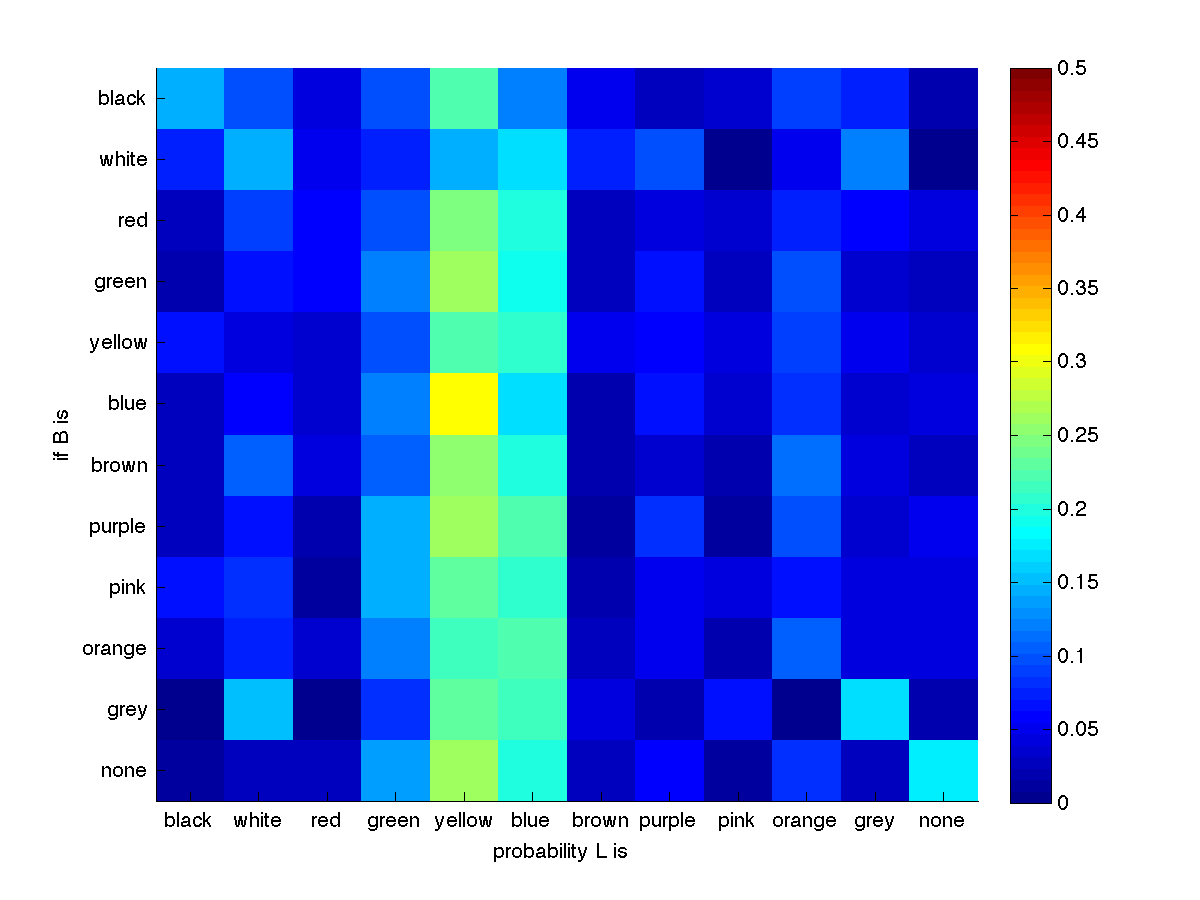 black
white
red
green
yellow
blue
brown
purple
pink
orange
grey
none
if B is
black white red green yellow blue brown purple pink orange grey none
probability L is
0.5
0.45
0.4
0.35
0.3
0.25
0.2
0.15
0.1
0.05
0